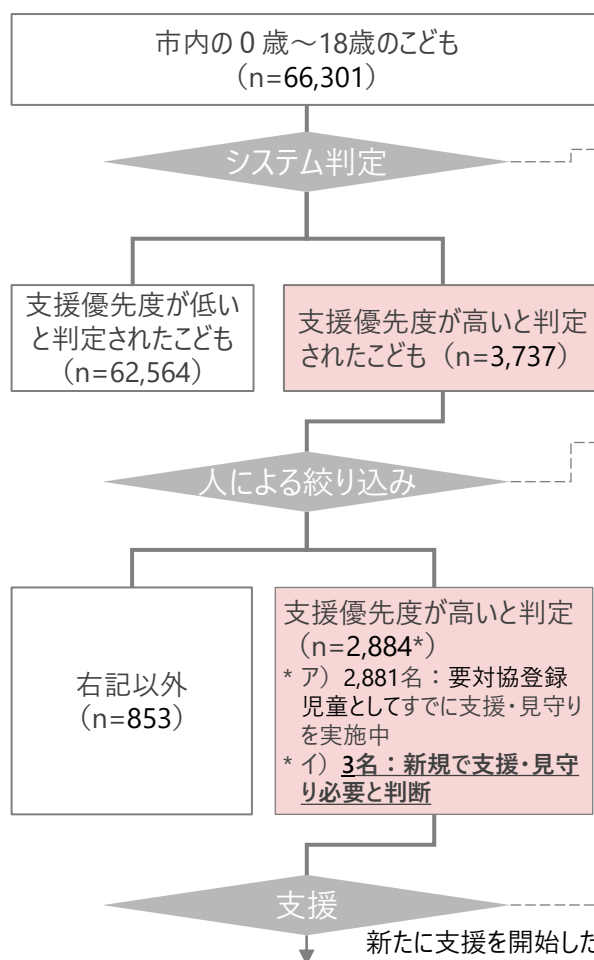 市内の０歳～18歳のこども
（n=66,301）
システム判定
支援優先度が低い
と判定されたこども
（n=62,564）
支援優先度が高いと判定
されたこども（n=3,737）
人による絞り込み
右記以外
（n=853）
支援優先度が高いと判定
（n=2,884*）
* ア）2,881名：要対協登録
児童としてすでに支援・見守り
を実施中
* イ）3名：新規で支援・見守
り必要と判断
支援
新たに支援を開始した